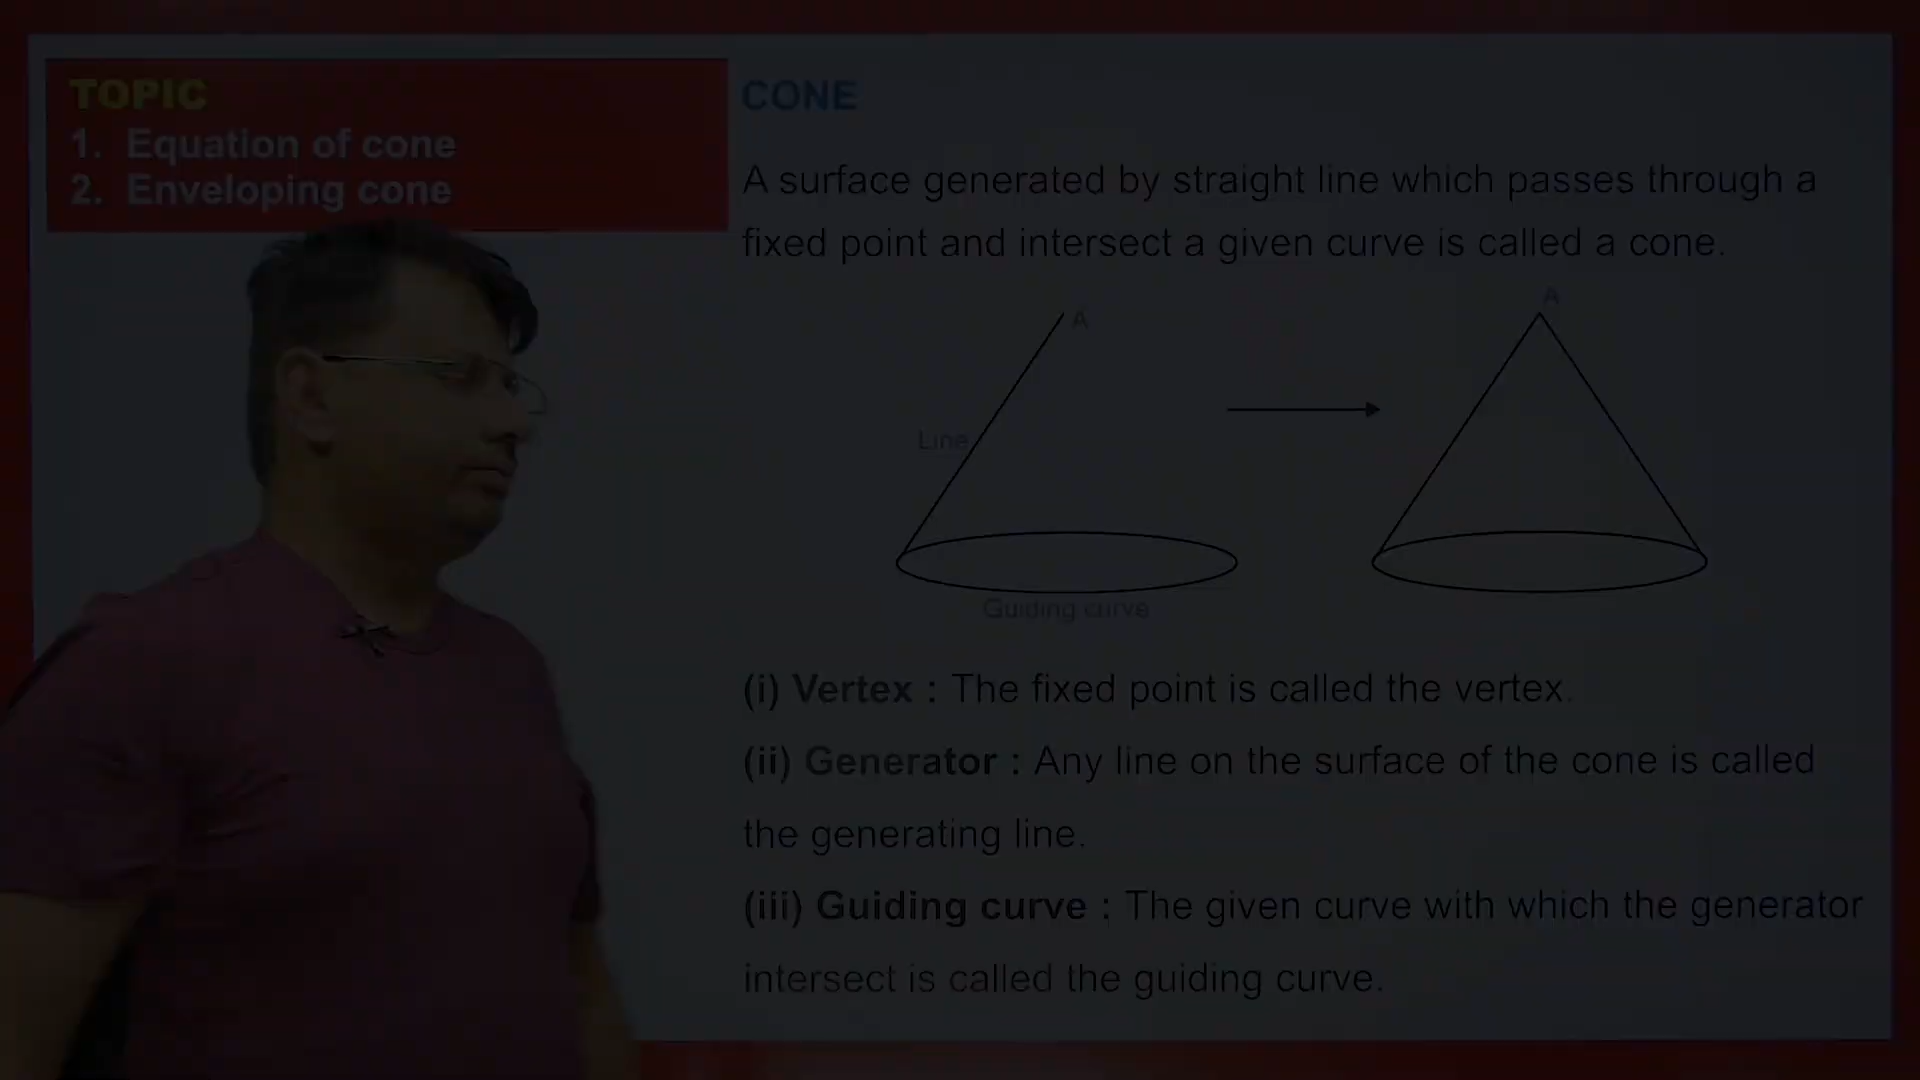 TOPIC
1. Equation of cone
2. Enveloping cone
CONE
A surface generated by straight line which passes through a
fixed point and intersect a given curve is called a cone.
A
Line
Guiding curve
A
(i) Vertex : The fixed point is called the vertex.
(ii) Generator : Any line on the surface of the cone is called
the generating line.
(iii) Guiding curve : The given curve with which the generator
intersect is called the guiding curve.